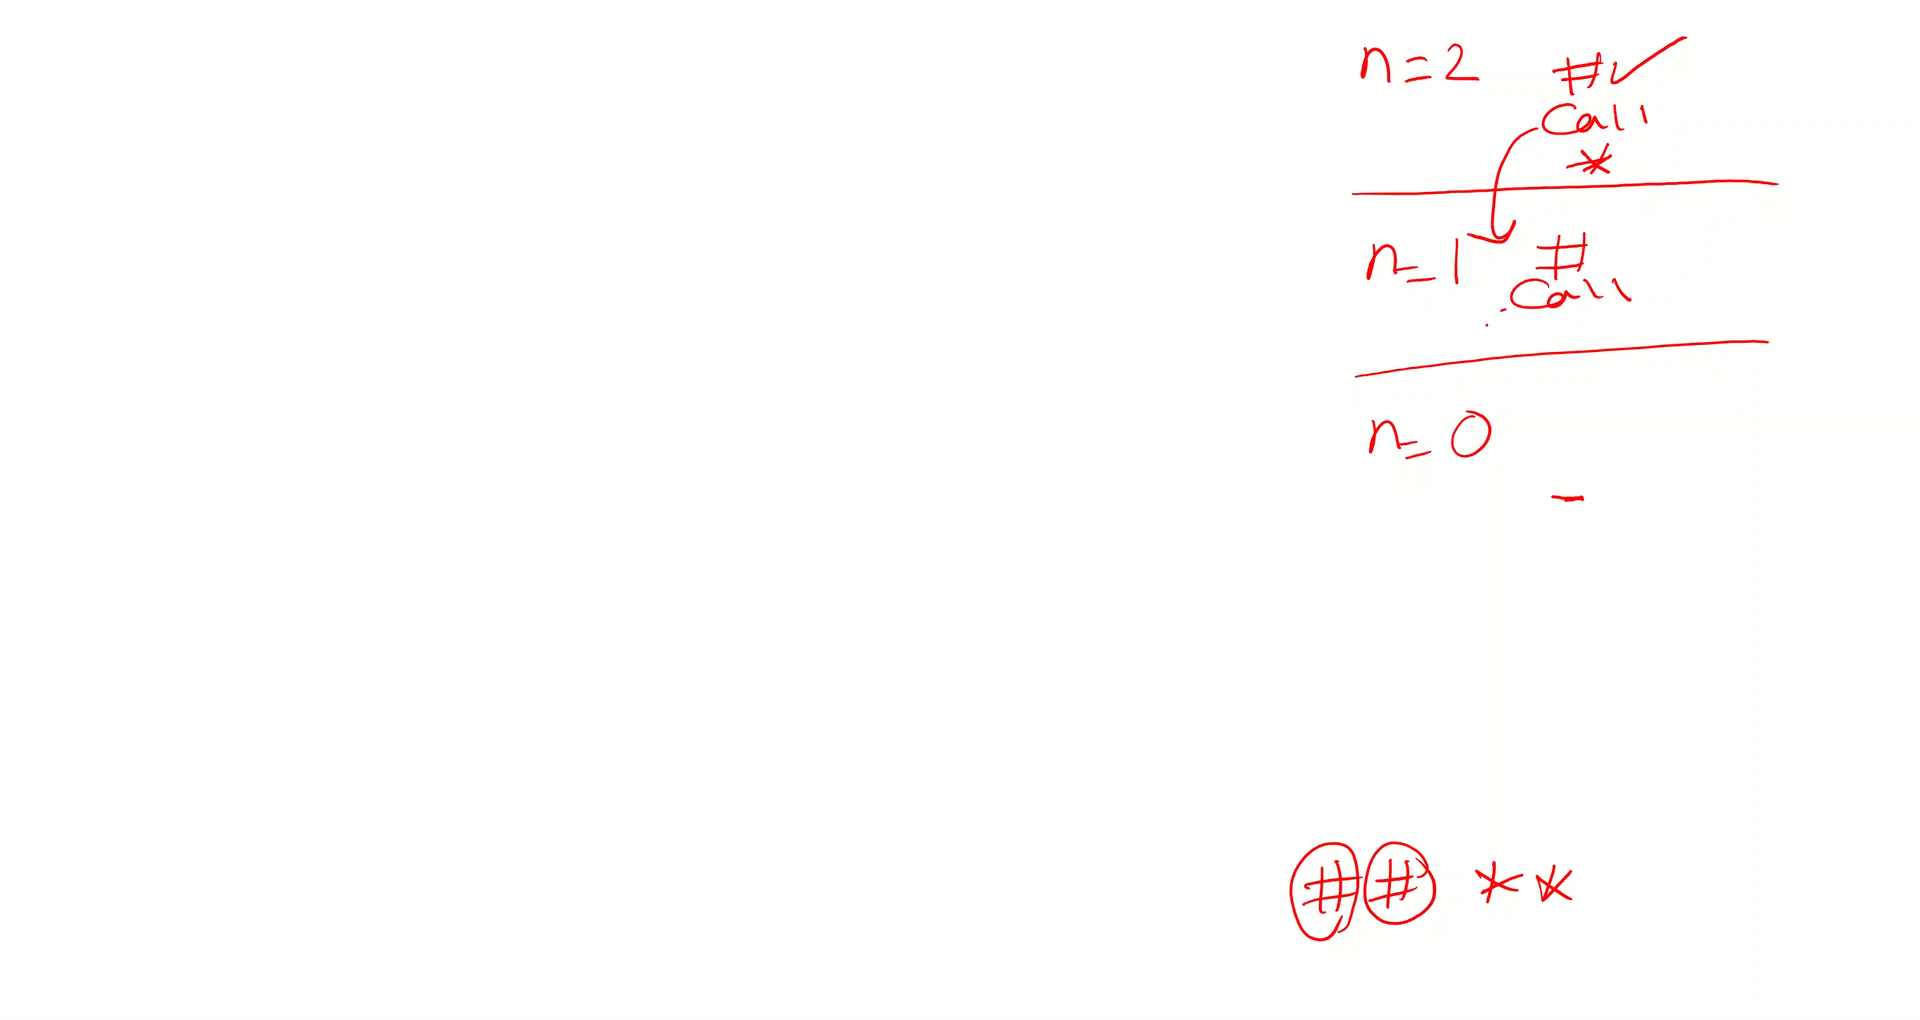 n=2 #✓
Call
*
n=1 #
Call
n=0
-
# # * *